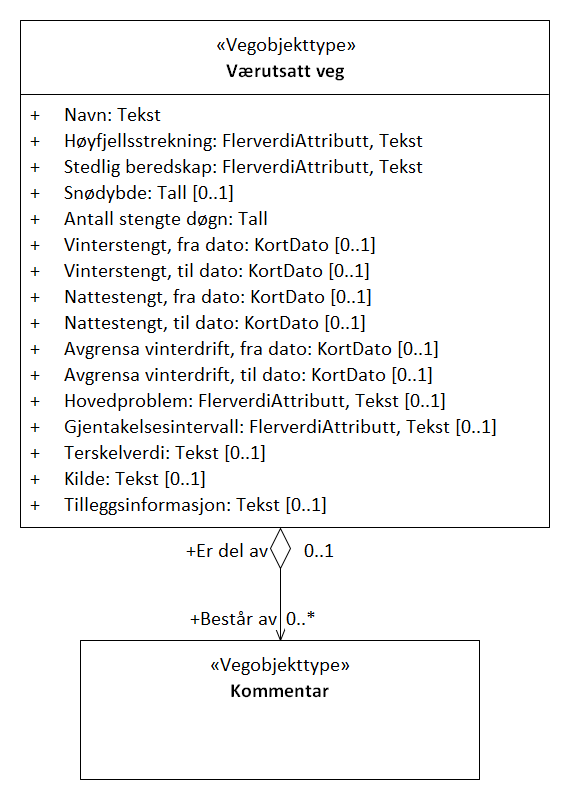 «Vegobjekttype»
Værutsatt veg
+ Navn: Tekst
+ Høyfjellsstrekning: FlerverdiAttributt, Tekst
+ Stedlig beredskap: FlerverdiAttributt, Tekst
+ Snødybde: Tall [0..1]
+ Antall stengte døgn: Tall
+ Vinterstengt, fra dato: KortDato [0..1]
+ Vinterstengt, til dato: KortDato [0..1]
+ Nattestengt, fra dato: KortDato [0..1]
+ Nattestengt, til dato: KortDato [0..1]
+ Avgrensa vinterdrift, fra dato: KortDato [0..1]
+ Avgrensa vinterdrift, til dato: KortDato [0..1]
+ Hovedproblem: FlerverdiAttributt, Tekst [0..1]
+ Gjentakelsesintervall: FlerverdiAttributt, Tekst [0..1]
+ Terskelverdi: Tekst [0..1]
+ Kilde: Tekst [0..1]
+ Tilleggsinformasjon: Tekst [0..1]
+Er del av 0..1
+Består av 0..*
«Vegobjekttype»
Kommentar